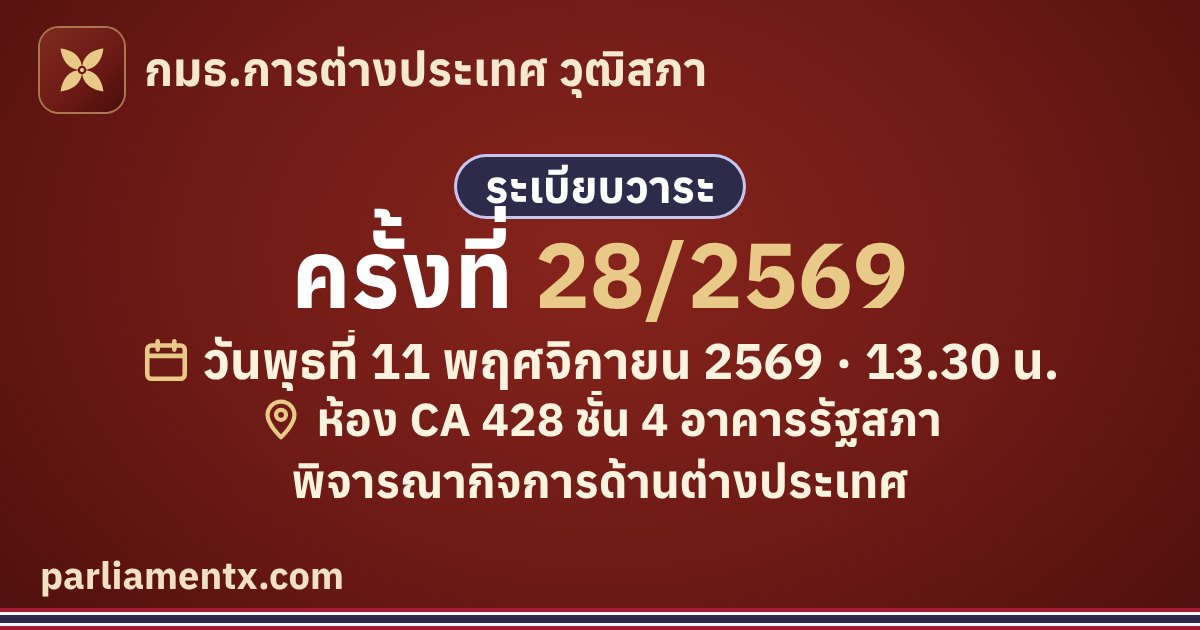 กมธ.การต่างประเทศ วุฒิสภา
ระเบียบวาระ
ครั้งที่ 28/2569
วันพุธที่ 11 พฤศจิกายน 2569 · 13.30 น.
ห้อง CA 428 ชั้น 4 อาคารรัฐสภา
พิจารณากิจการด้านต่างประเทศ
parliamentx.com